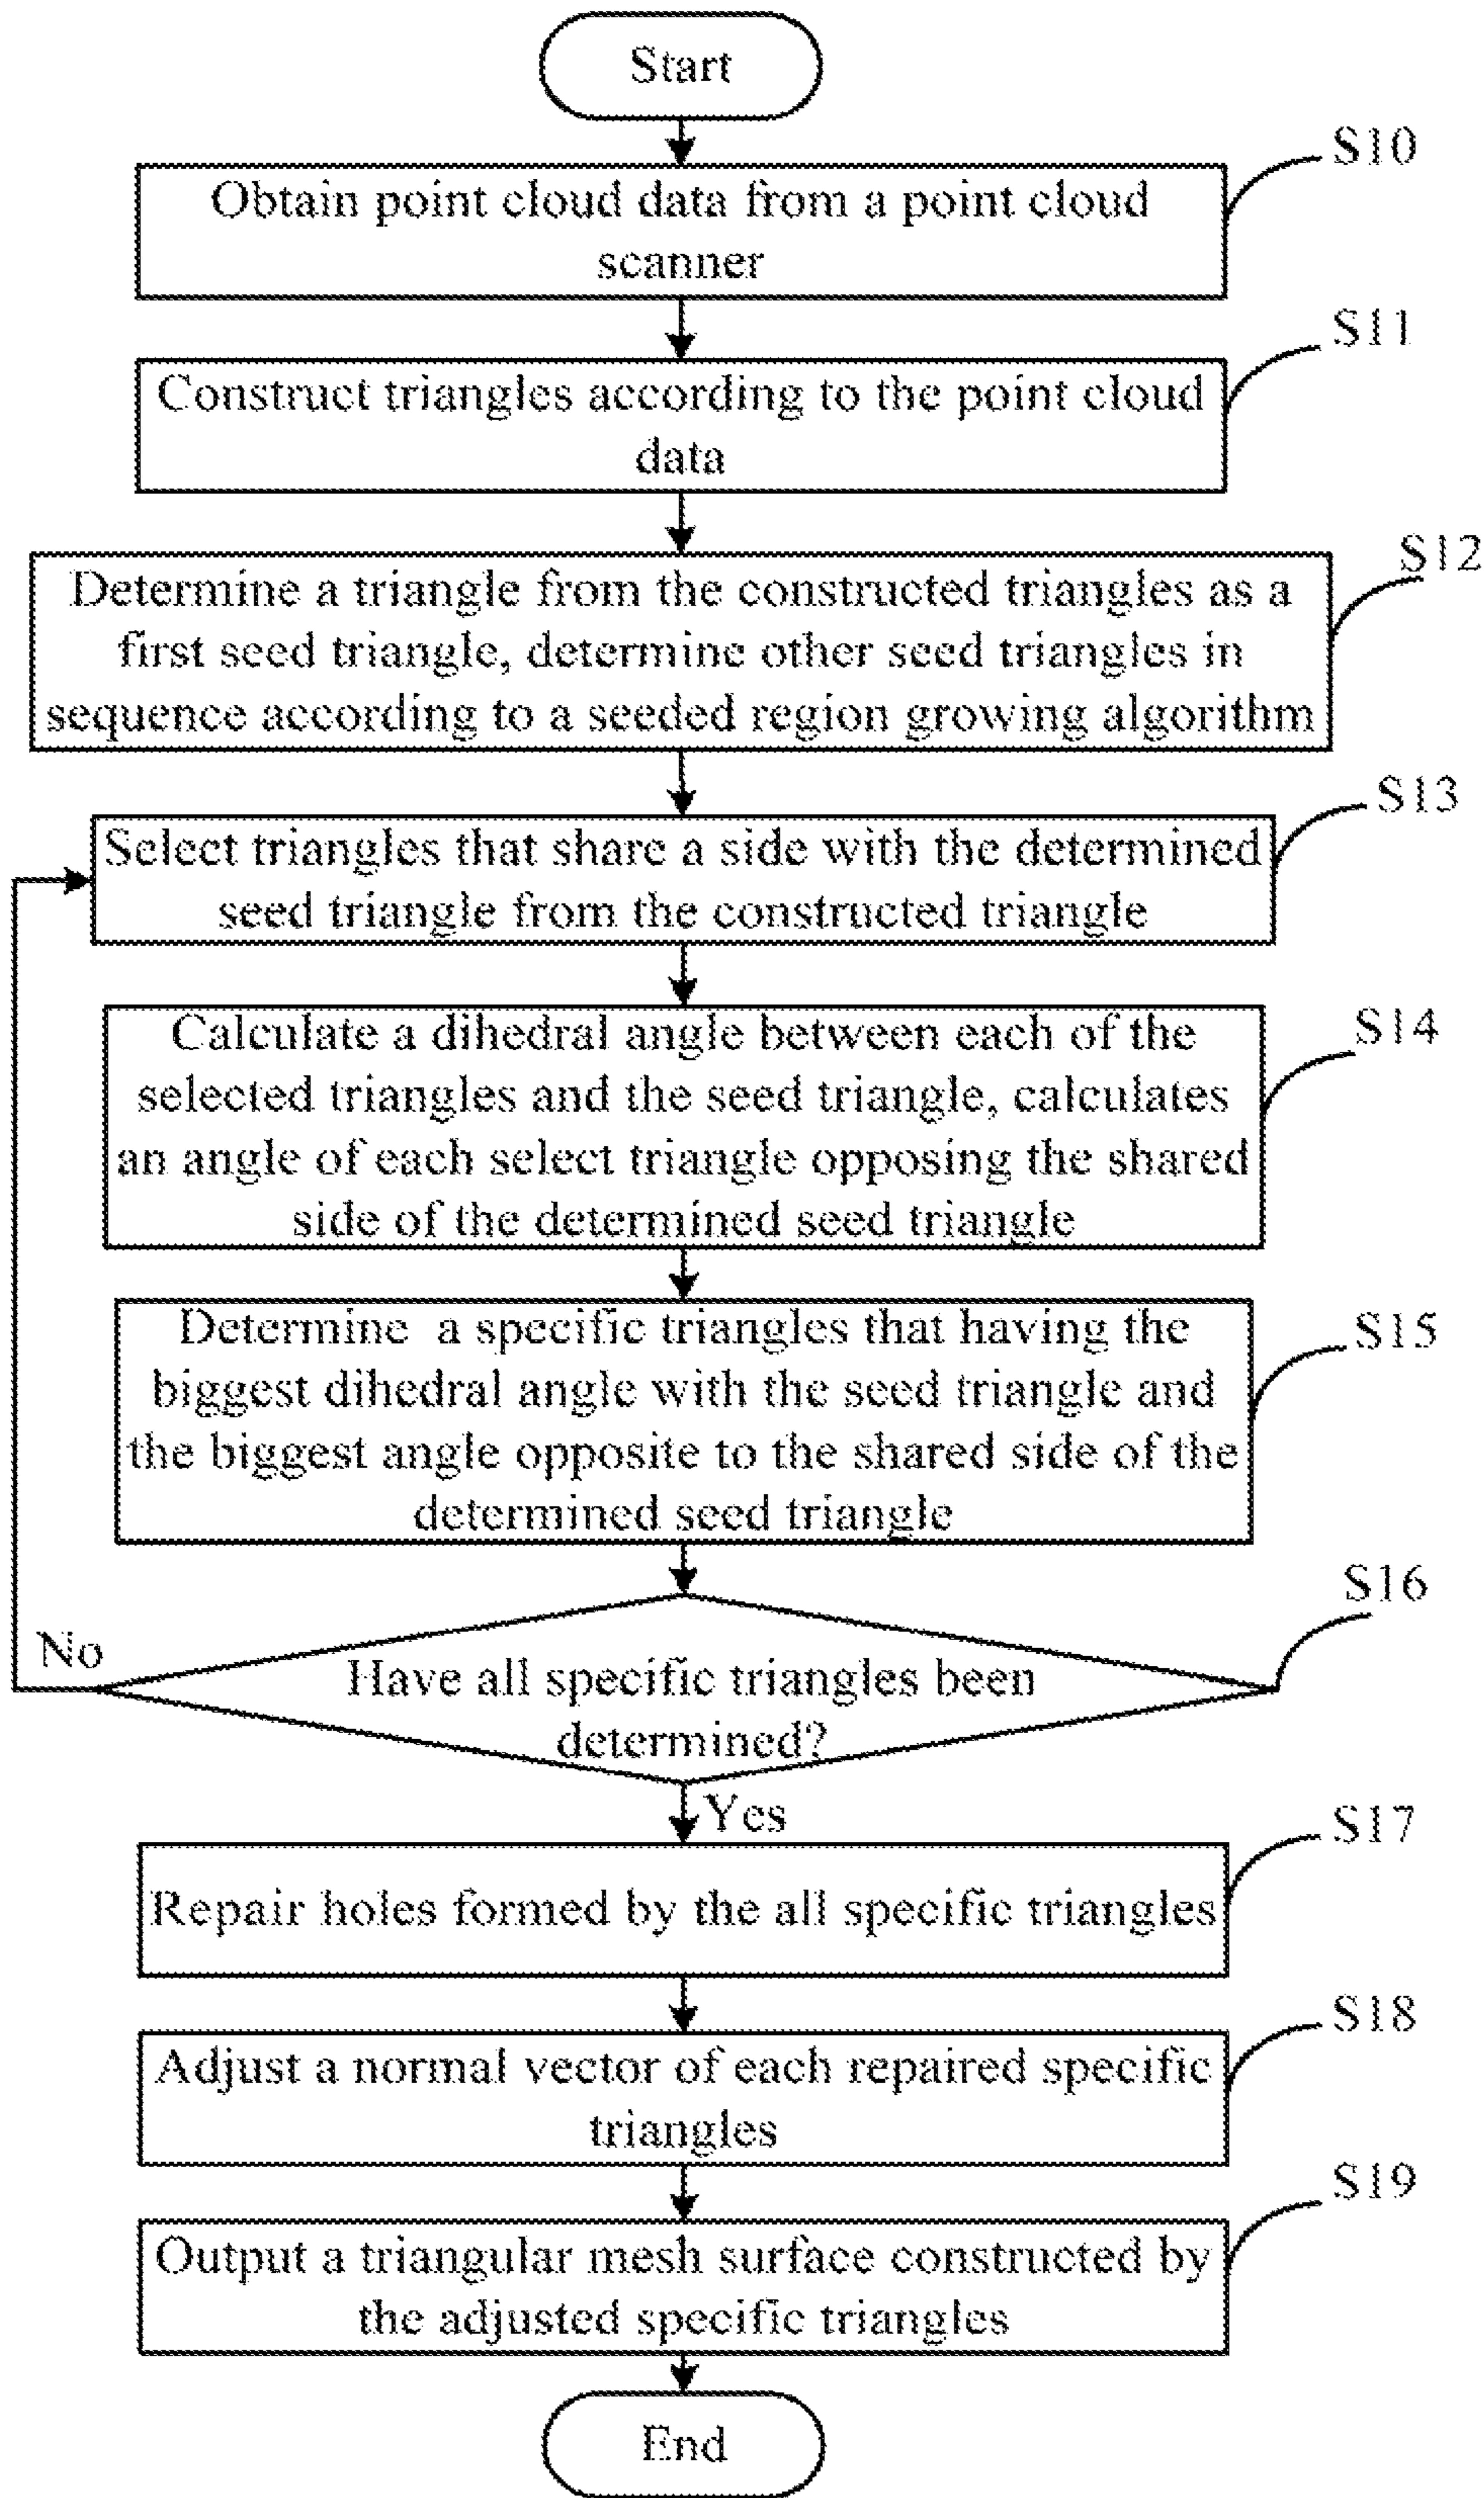 Start
S10
Obtain point cloud data from a point cloud
scanner
S11
Construct triangles according to the point cloud
data
S12
Determine a triangle from the constructed triangles as a
first seed triangle, determine other seed triangles in
sequence according to a seeded region growing algorithm
S13
Select triangles that share a side with the determined
seed triangle from the constructed triangle
S14
Calculate a dihedral angle between each of the
selected triangles and the seed triangle, calculates
an angle of each select triangle opposing the shared
side of the determined seed triangle
S15
Determine a specific triangles that having the
biggest dihedral angle with the seed triangle and
the biggest angle opposite to the shared side of the
determined seed triangle
S16
No
Have all specific triangles been
determined?
Yes
S17
Repair holes formed by the all specific triangles
S18
Adjust a normal vector of each repaired specific
triangles
S19
Output a triangular mesh surface constructed by
the adjusted specific triangles
End